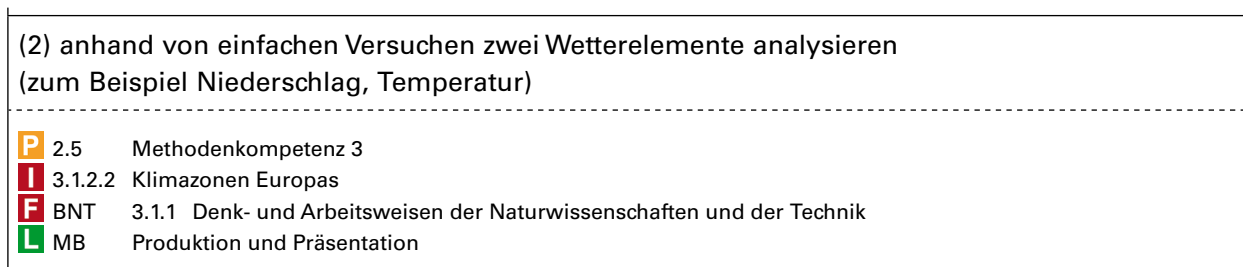 (2) anhand von einfachen Versuchen zwei Wetterelemente analysieren
(zum Beispiel Niederschlag, Temperatur)
P 2.5 Methodenkompetenz 3
I 3.1.2.2 Klimazonen Europas
F BNT 3.1.1 Denk- und Arbeitsweisen der Naturwissenschaften und der Technik
L MB Produktion und Präsentation